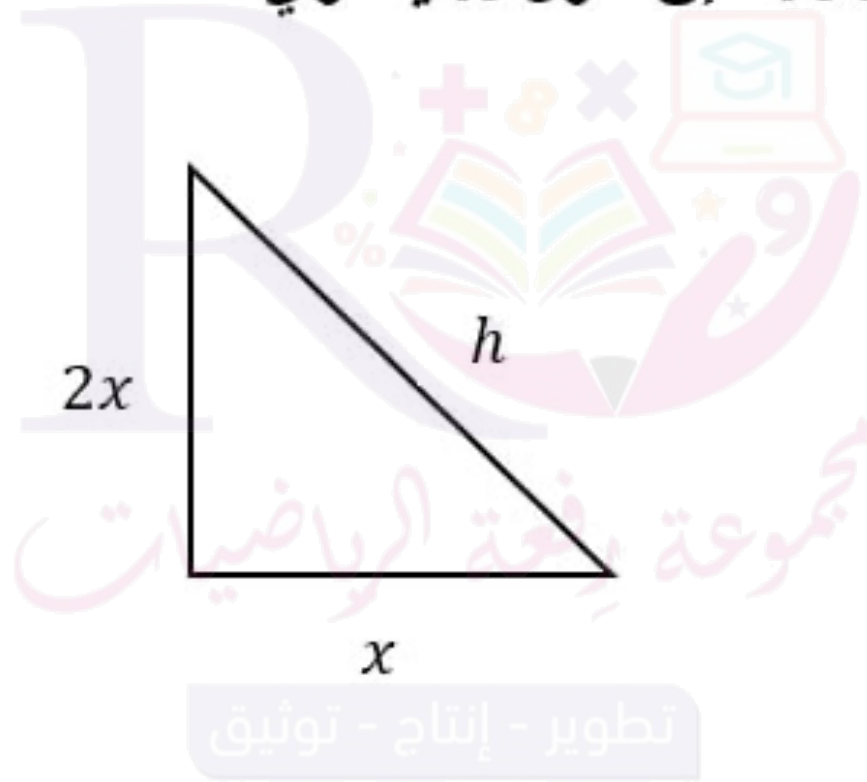 h
2x
مجموعة رفعة الرياضيات
x
تطوير - إنتاج - توثيق